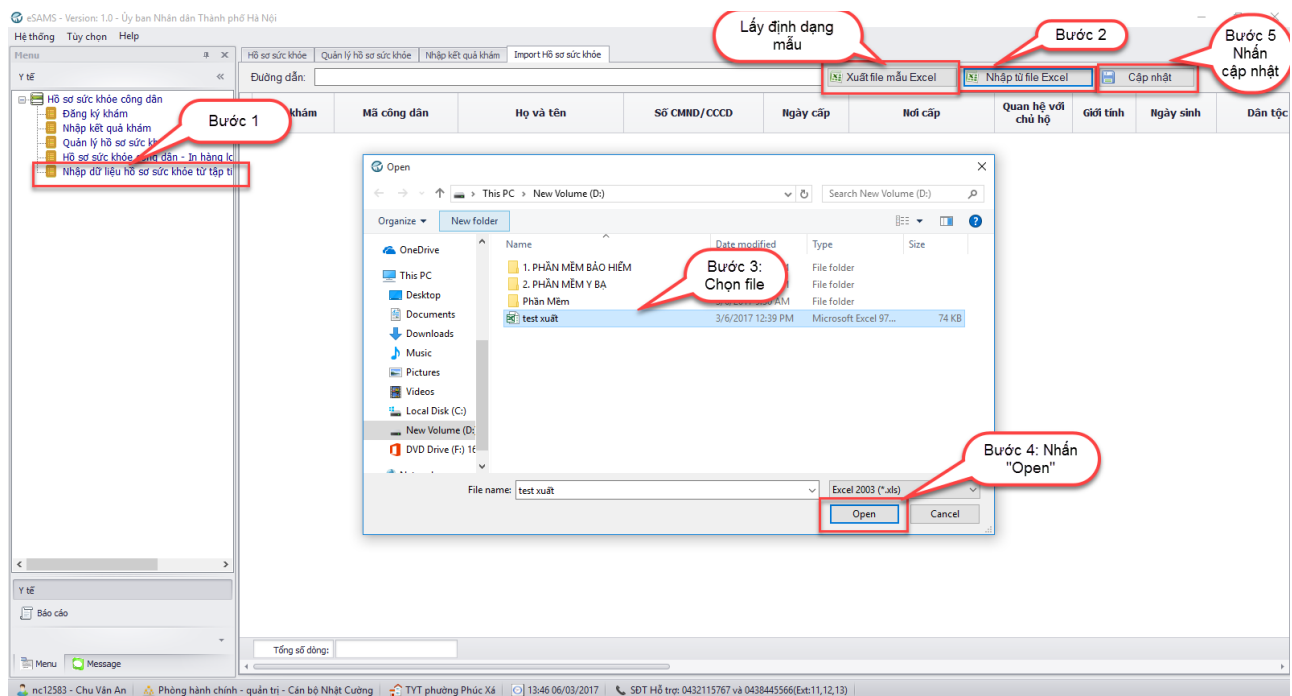 eSAMS - Version: 1.0 - Ủy ban Nhân dân Thành phố Hà Nội
Hệ thống Tùy chọn Help
Menu
Y tế
Hồ sơ sức khỏe công dân
Đăng ký khám
Nhập kết quả khám
Quản lý hồ sơ sức
Hồ sơ sức khỏe công dân - In hàng
Nhập dữ liệu hồ sơ sức khỏe từ tập
Bước 1
Hồ sơ sức khỏe Quản lý hồ sơ sức khỏe Nhập kết quả khám Import Hồ sơ sức khỏe
Lấy định dạng
mẫu
Bước 2
Bước 5
Nhấn
cập nhật
Đường dẫn: Xuất file mẫu Excel Nhập từ file Excel Cập nhật
khám Mã công dân Họ và tên Số CMND/CCCD Ngày cấp Nơi cấp Quan hệ với
chủ hộ Giới tính Ngày sinh Dân tộc
Open
This PC New Volume (D:) Search New Volume (D:)
Organize New folder
OneDrive
This PC
Desktop
Documents
Downloads
Music
Pictures
Videos
Local Disk (C:)
New Volume (D:
DVD Drive (F:) 16
Name Date modified Type Size
1. PHẦN MỀM BẢO HIỂM File folder
2. PHẦN MỀM Y BẠ File folder
Phần Mềm AM File folder
test xuất 3/6/2017 12:39 PM Microsoft Excel 97... 74 KB
Bước 3:
Chọn file
Bước 4: Nhấn
"Open"
File name: test xuất Excel 2003 (*.xls)
Open Cancel
Y tế
Báo cáo
Menu Message
Tổng số dòng:
nc12583 - Chu Văn An Phòng hành chính - quản trị - Cán bộ Nhật Cường TYT phường Phúc Xá 13:46 06/03/2017 SĐT Hỗ trợ: 0432115767 và 0438445566(Ext:11,12,13)